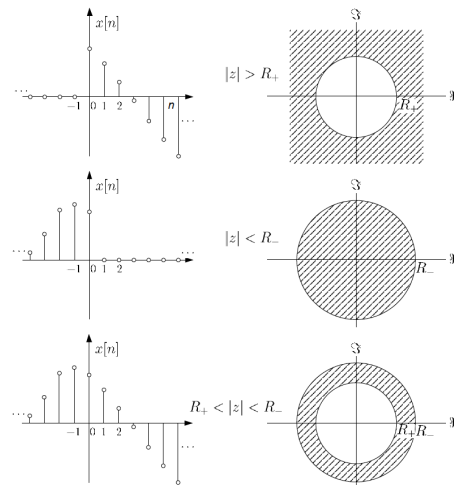 x[n]
ℑ
|z| > R₊
... −1 0 1 2 n ...
R₊
x[n]
ℑ
|z| < R₋
... −1 0 1 2 ...
R₋
x[n]
ℑ
R₊ < |z| < R₋
... −1 0 1 2 ...
R₊ R₋